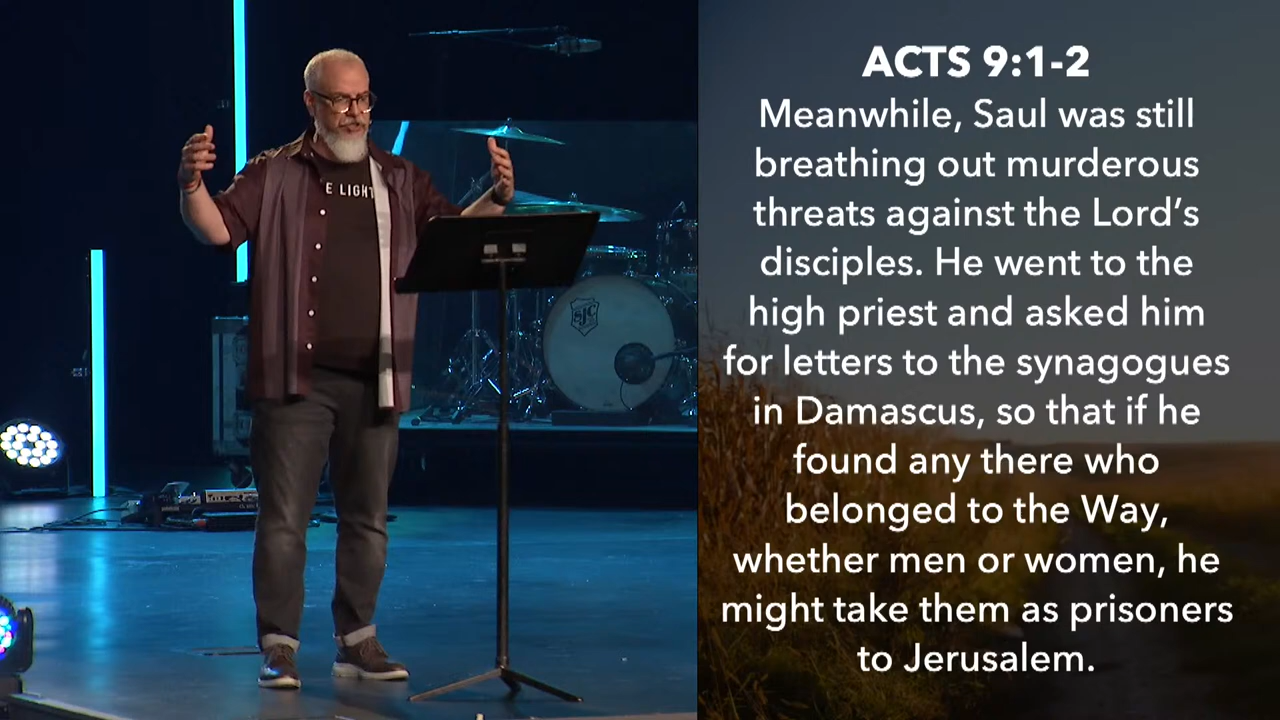 E LIGHT
SJC
ACTS 9:1-2
Meanwhile, Saul was still
breathing out murderous
threats against the Lord’s
disciples. He went to the
high priest and asked him
for letters to the synagogues
in Damascus, so that if he
found any there who
belonged to the Way,
whether men or women, he
might take them as prisoners
to Jerusalem.